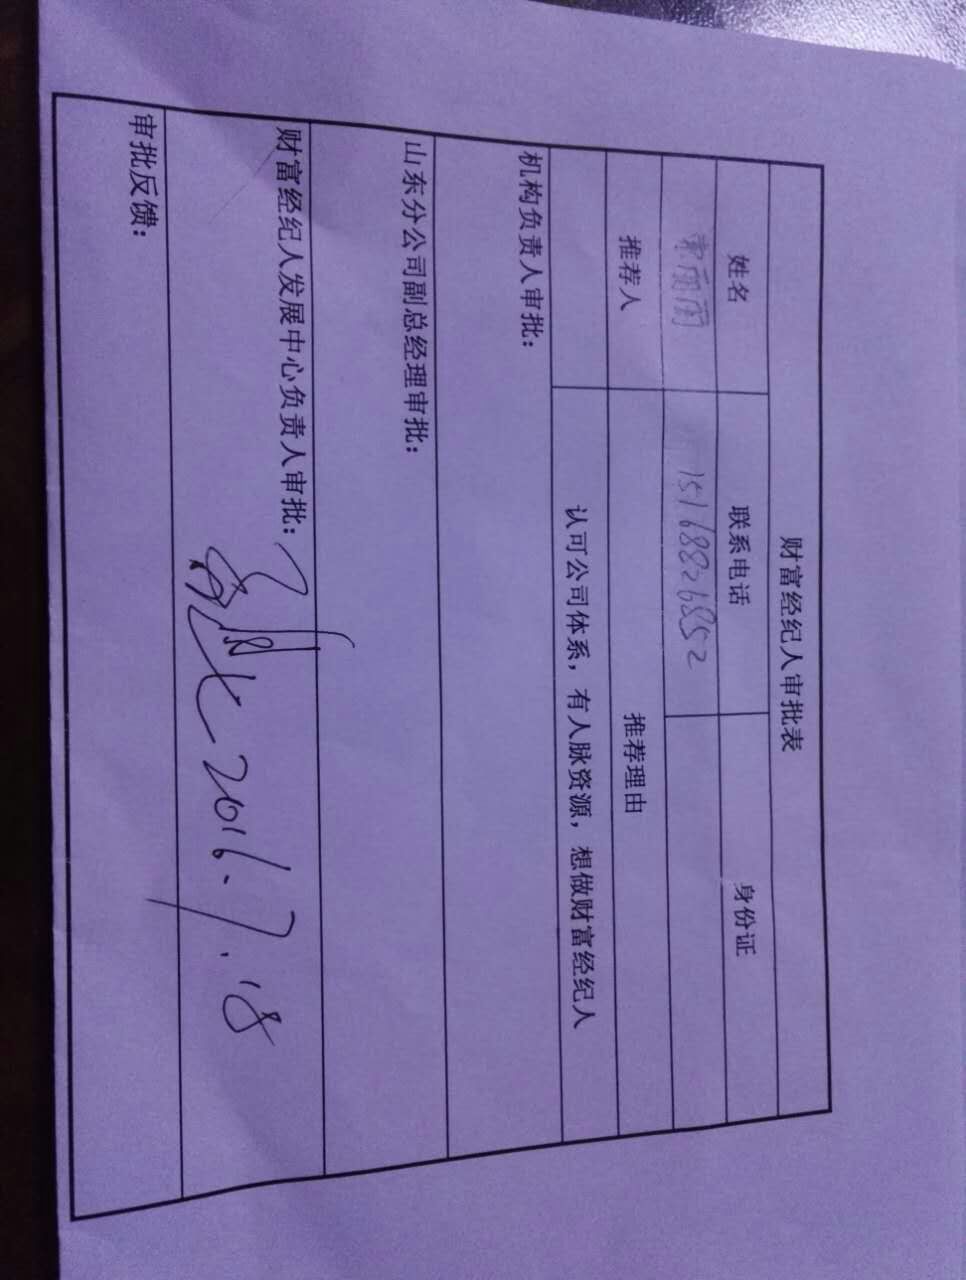 财富经纪人审批表
姓名 联系电话 身份证
15168826852
推荐人 推荐理由
认可公司体系，有人脉资源，想做财富经纪人
机构负责人审批：
山东分公司副总经理审批：
财富经纪人发展中心负责人审批：
2016.7.18
审批反馈：